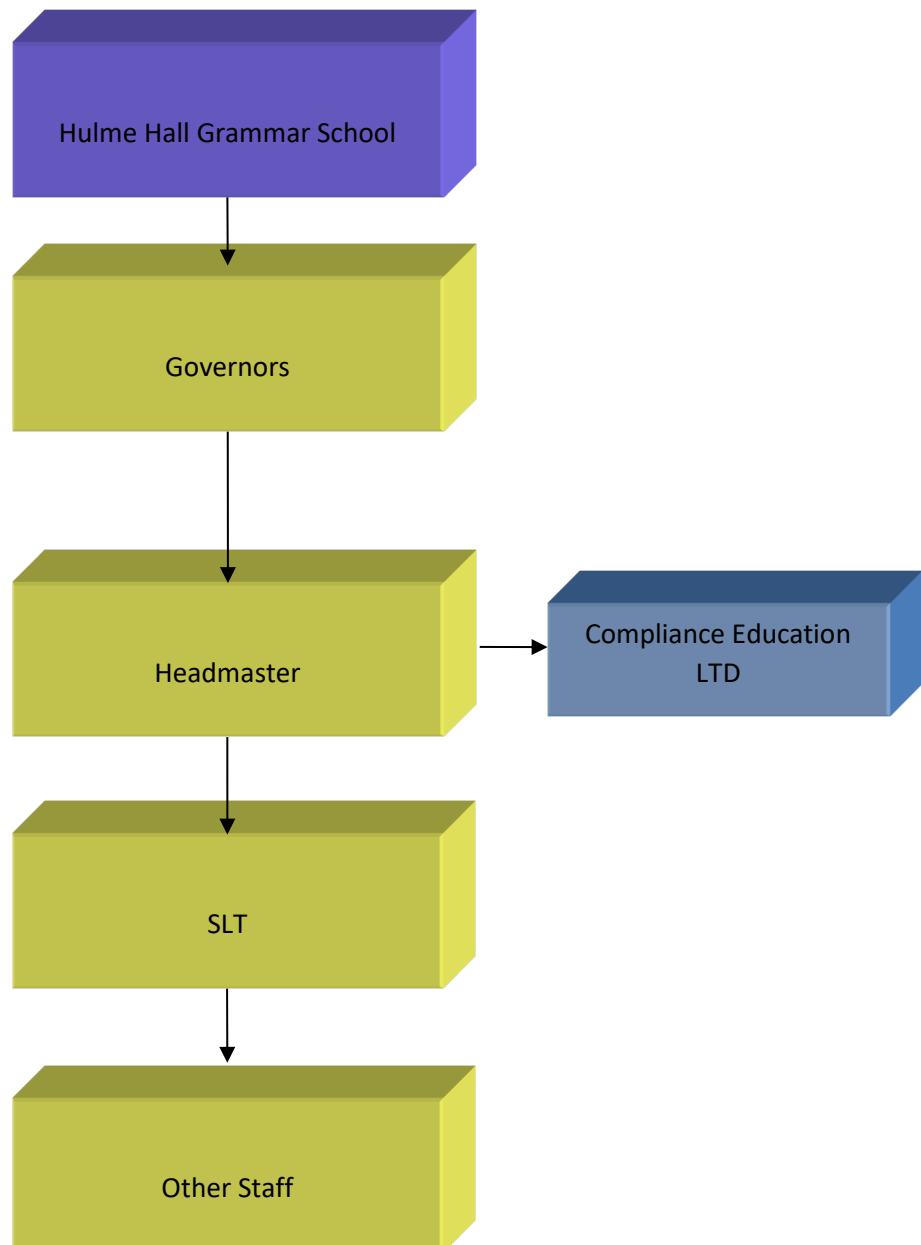 Hulme Hall Grammar School
Governors
Headmaster
Compliance Education
LTD
SLT
Other Staff